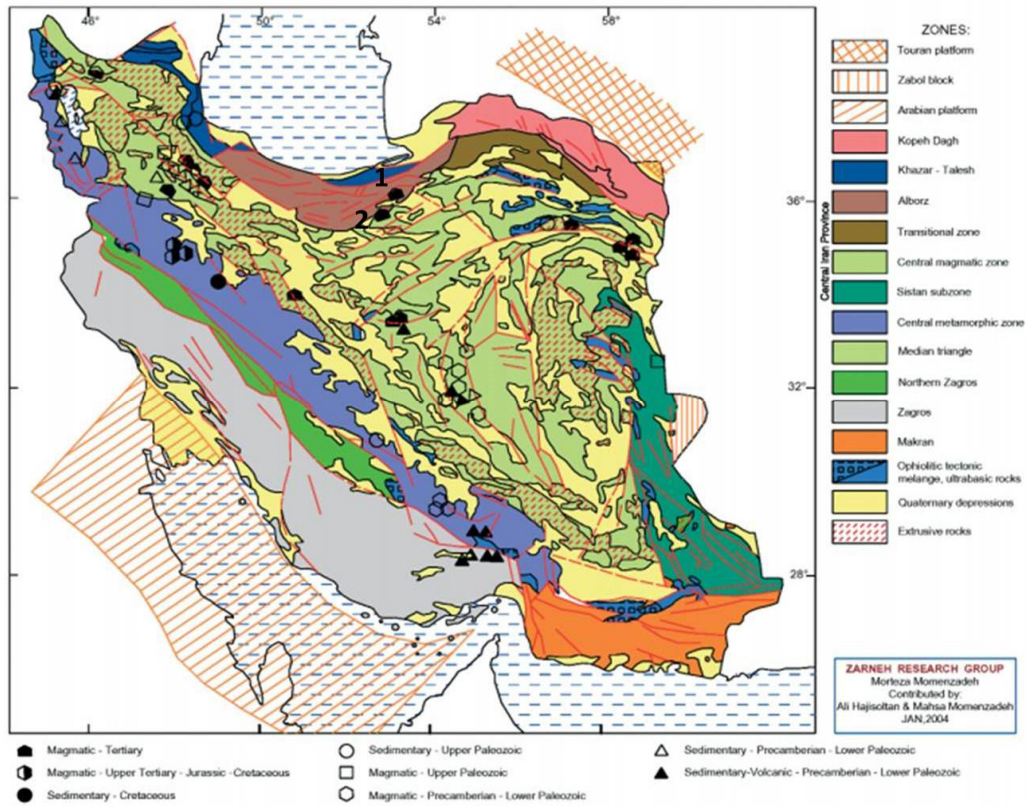 46° 50° 54° 58°
36°
32°
28°
1
2
Central Iran Province
ZONES:
Touran platform
Zabol block
Arabian platform
Kopeh Dagh
Khazar - Talesh
Alborz
Transitional zone
Central magmatic zone
Sistan subzone
Central metamorphic zone
Median triangle
Northern Zagros
Zagros
Makran
Ophiolitic tectonic
melange, ultrabasic rocks
Quaternary depressions
Extrusive rocks
ZARNEH RESEARCH GROUP
Morteza Momenzadeh
Contributed by:
Ali Hajisoltan & Mahsa Momenzadeh
JAN,2004
Magmatic - Tertiary
Magmatic - Upper Tertiary - Jurassic -Cretaceous
Sedimentary - Cretaceous
Sedimentary - Upper Paleozoic
Magmatic - Upper Paleozoic
Magmatic - Precamberian - Lower Paleozoic
Sedimentary - Precamberian - Lower Paleozoic
Sedimentary-Volcanic - Precamberian - Lower Paleozoic